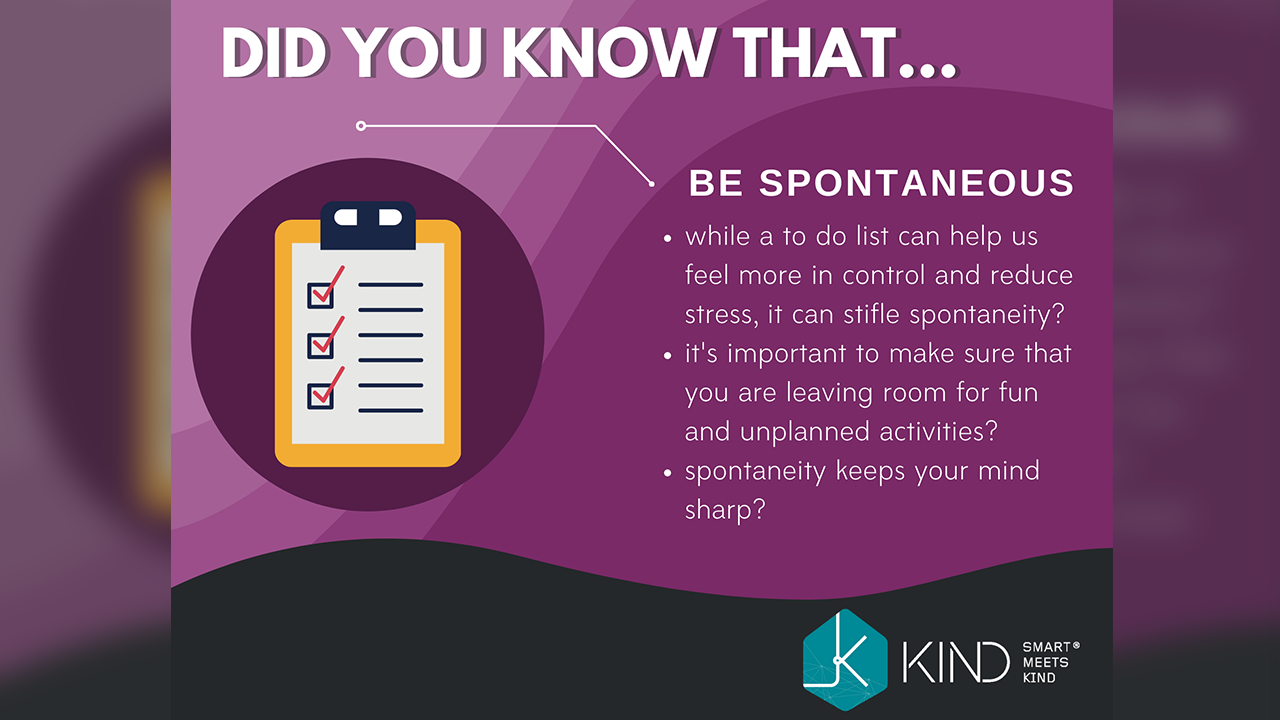 DID YOU KNOW THAT...
BE SPONTANEOUS
• while a to do list can help us
feel more in control and reduce
stress, it can stifle spontaneity?
• it's important to make sure that
you are leaving room for fun
and unplanned activities?
• spontaneity keeps your mind
sharp?
K KIND
SMART®
MEETS
KIND